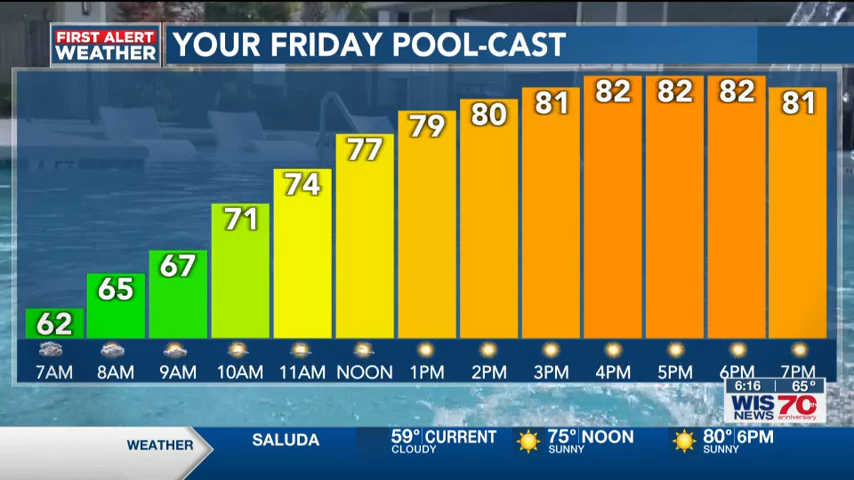 FIRST ALERT
WEATHER
YOUR FRIDAY POOL-CAST
62 65 67 71 74 77 79 80 81 82 82 82 81
7AM 8AM 9AM 10AM 11AM NOON 1PM 2PM 3PM 4PM 5PM 6PM 7PM
6:16 65°
WIS
NEWS
70th
anniversary
WEATHER SALUDA 59° CURRENT 75° NOON 80° 6PM
CLOUDY SUNNY SUNNY